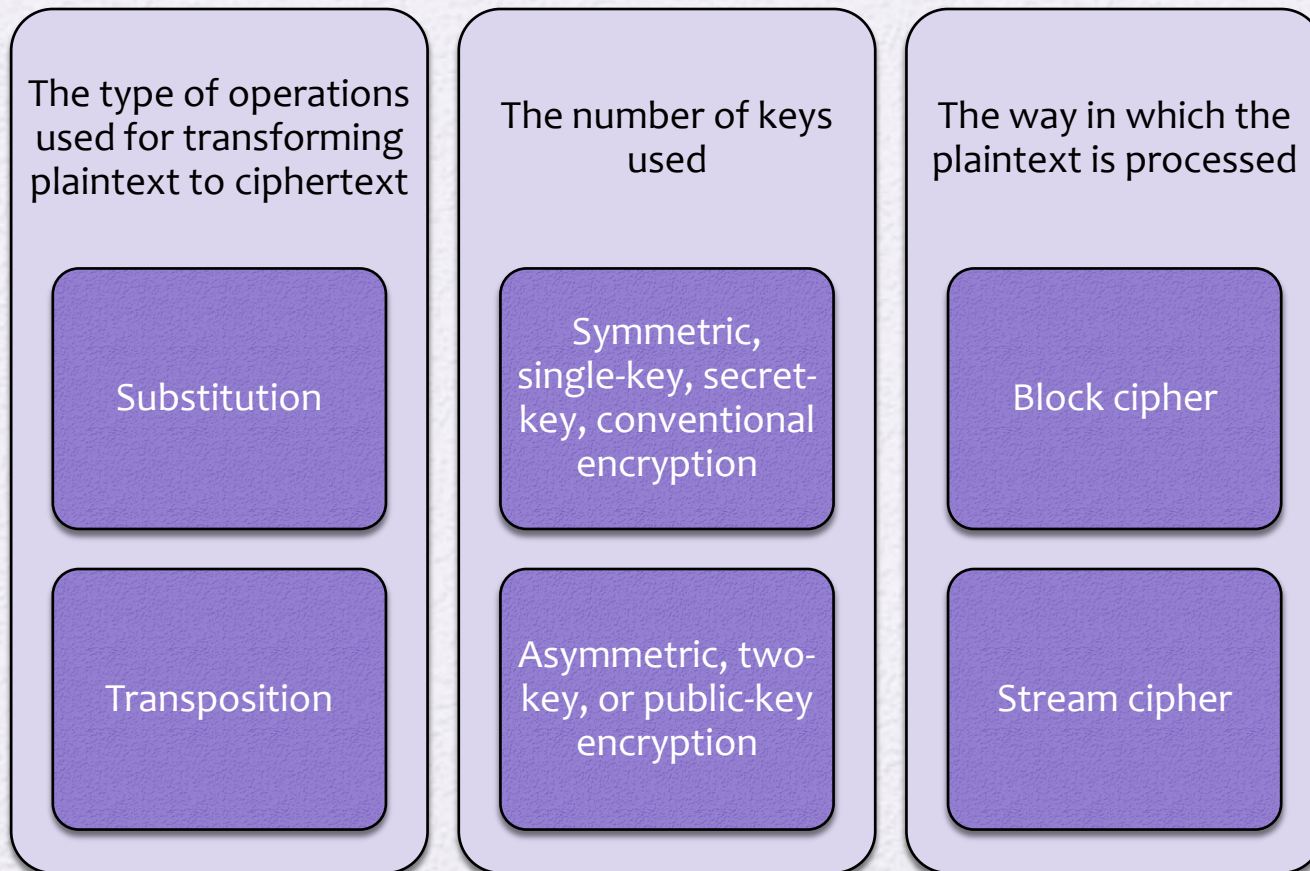 The type of operations
used for transforming
plaintext to ciphertext
Substitution
Transposition
The number of keys
used
Symmetric,
single-key, secret-
key, conventional
encryption
Asymmetric, two-
key, or public-key
encryption
The way in which the
plaintext is processed
Block cipher
Stream cipher